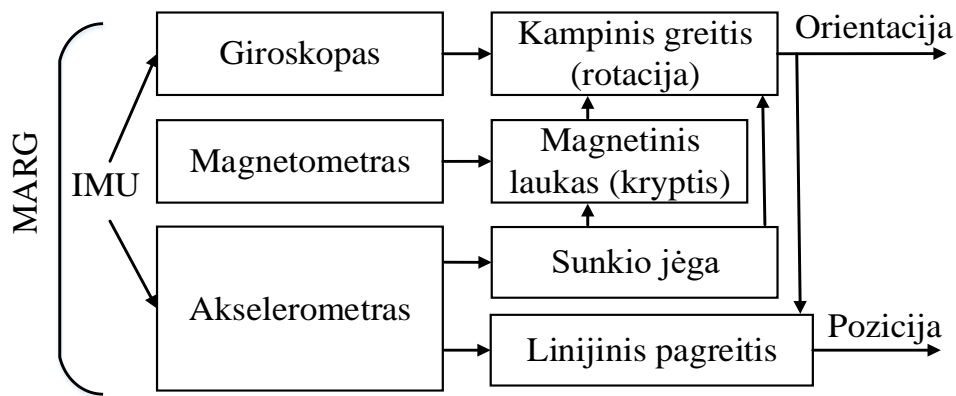 MARG
IMU
Giroskopas
Kampinis greitis
(rotacija)
Orientacija
Magnetometras
Magnetinis
laukas (kryptis)
Akselerometras
Sunkio jėga
Linijinis pagreitis
Pozicija